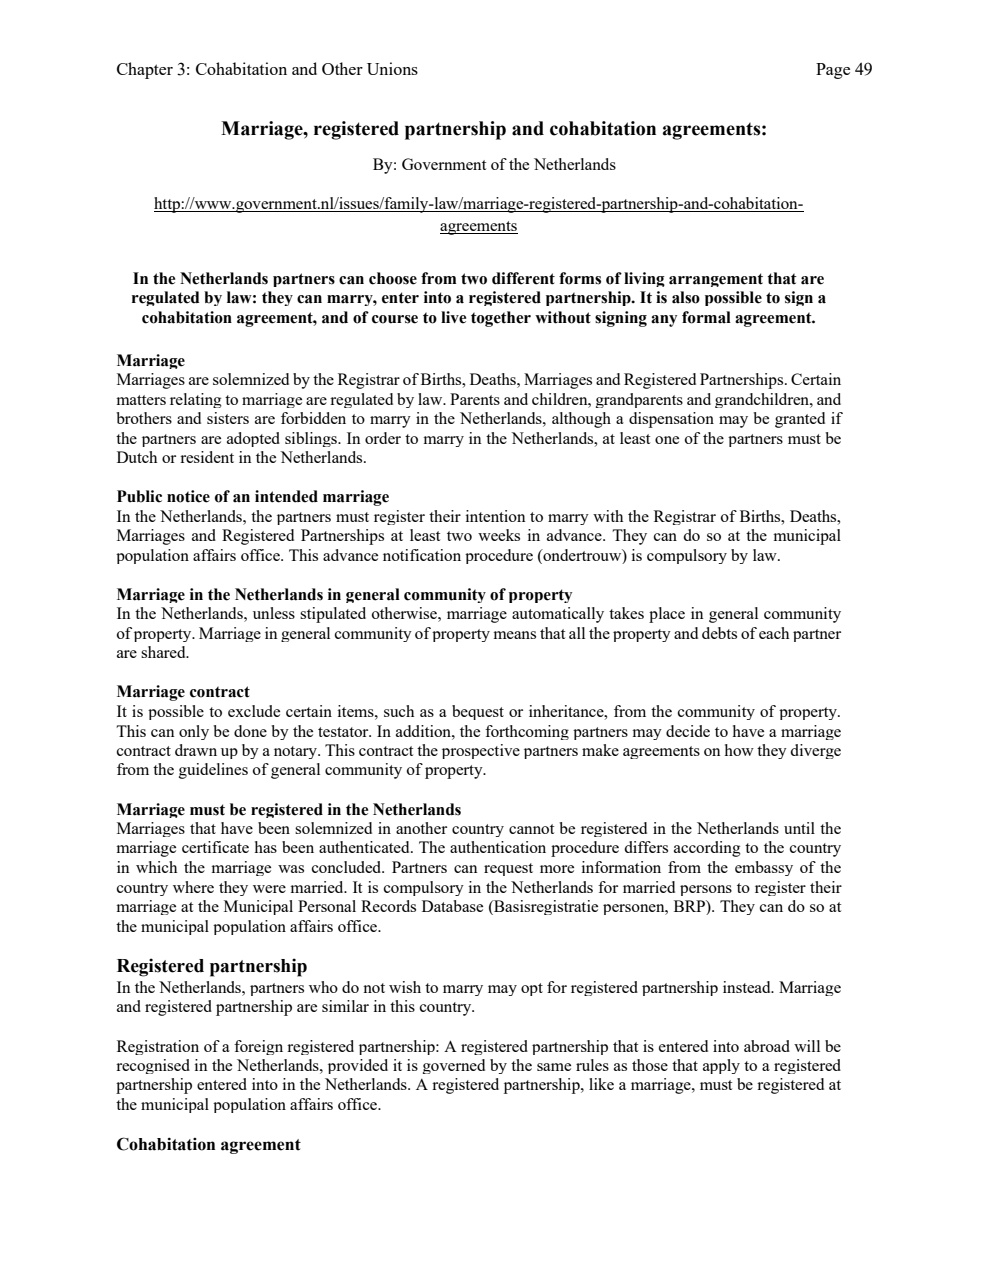 Chapter 3: Cohabitation and Other Unions Page 49
Marriage, registered partnership and cohabitation agreements:
By: Government of the Netherlands
http://www.government.nl/issues/family-law/marriage-registered-partnership-and-cohabitation-
agreements
In the Netherlands partners can choose from two different forms of living arrangement that are
regulated by law: they can marry, enter into a registered partnership. It is also possible to sign a
cohabitation agreement, and of course to live together without signing any formal agreement.
Marriage
Marriages are solemnized by the Registrar of Births, Deaths, Marriages and Registered Partnerships. Certain
matters relating to marriage are regulated by law. Parents and children, grandparents and grandchildren, and
brothers and sisters are forbidden to marry in the Netherlands, although a dispensation may be granted if
the partners are adopted siblings. In order to marry in the Netherlands, at least one of the partners must be
Dutch or resident in the Netherlands.
Public notice of an intended marriage
In the Netherlands, the partners must register their intention to marry with the Registrar of Births, Deaths,
Marriages and Registered Partnerships at least two weeks in advance. They can do so at the municipal
population affairs office. This advance notification procedure (ondertrouw) is compulsory by law.
Marriage in the Netherlands in general community of property
In the Netherlands, unless stipulated otherwise, marriage automatically takes place in general community
of property. Marriage in general community of property means that all the property and debts of each partner
are shared.
Marriage contract
It is possible to exclude certain items, such as a bequest or inheritance, from the community of property.
This can only be done by the testator. In addition, the forthcoming partners may decide to have a marriage
contract drawn up by a notary. This contract the prospective partners make agreements on how they diverge
from the guidelines of general community of property.
Marriage must be registered in the Netherlands
Marriages that have been solemnized in another country cannot be registered in the Netherlands until the
marriage certificate has been authenticated. The authentication procedure differs according to the country
in which the marriage was concluded. Partners can request more information from the embassy of the
country where they were married. It is compulsory in the Netherlands for married persons to register their
marriage at the Municipal Personal Records Database (Basisregistratie personen, BRP). They can do so at
the municipal population affairs office.
Registered partnership
In the Netherlands, partners who do not wish to marry may opt for registered partnership instead. Marriage
and registered partnership are similar in this country.
Registration of a foreign registered partnership: A registered partnership that is entered into abroad will be
recognised in the Netherlands, provided it is governed by the same rules as those that apply to a registered
partnership entered into in the Netherlands. A registered partnership, like a marriage, must be registered at
the municipal population affairs office.
Cohabitation agreement